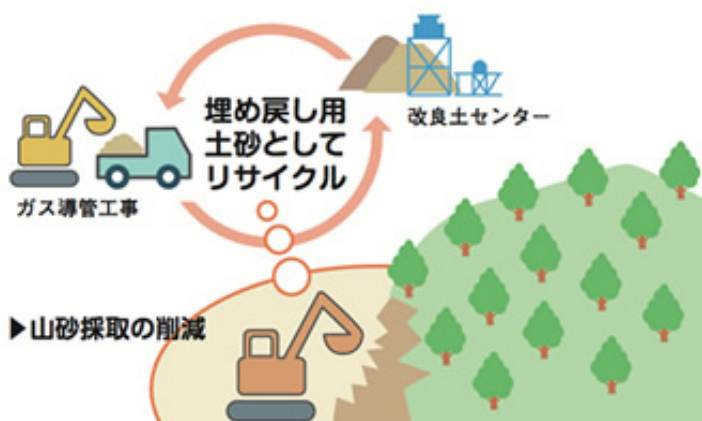 埋め戻し用
土砂として
リサイクル
改良土センター
ガス導管工事
▶山砂採取の削減